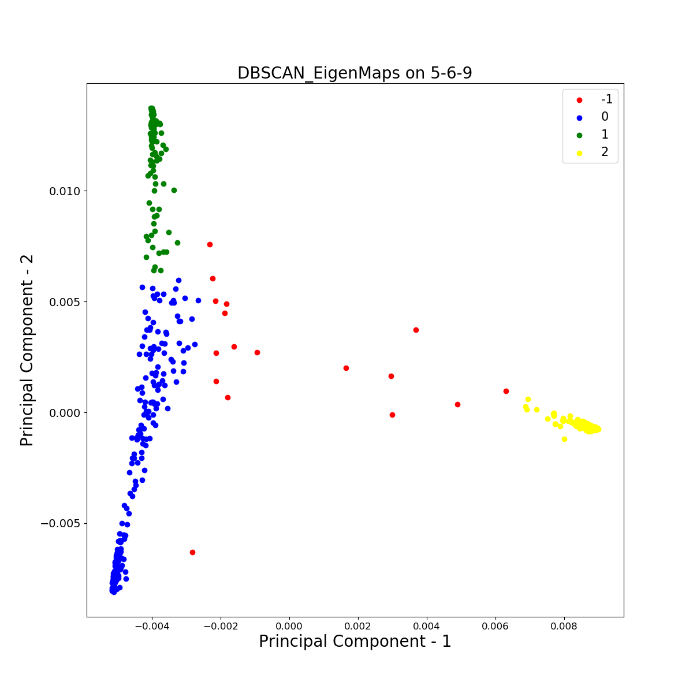 DBSCAN_EigenMaps on 5-6-9
-1
0
1
2
0.010
0.005
0.000
−0.005
Principal Component - 2
−0.004 −0.002 0.000 0.002 0.004 0.006 0.008
Principal Component - 1